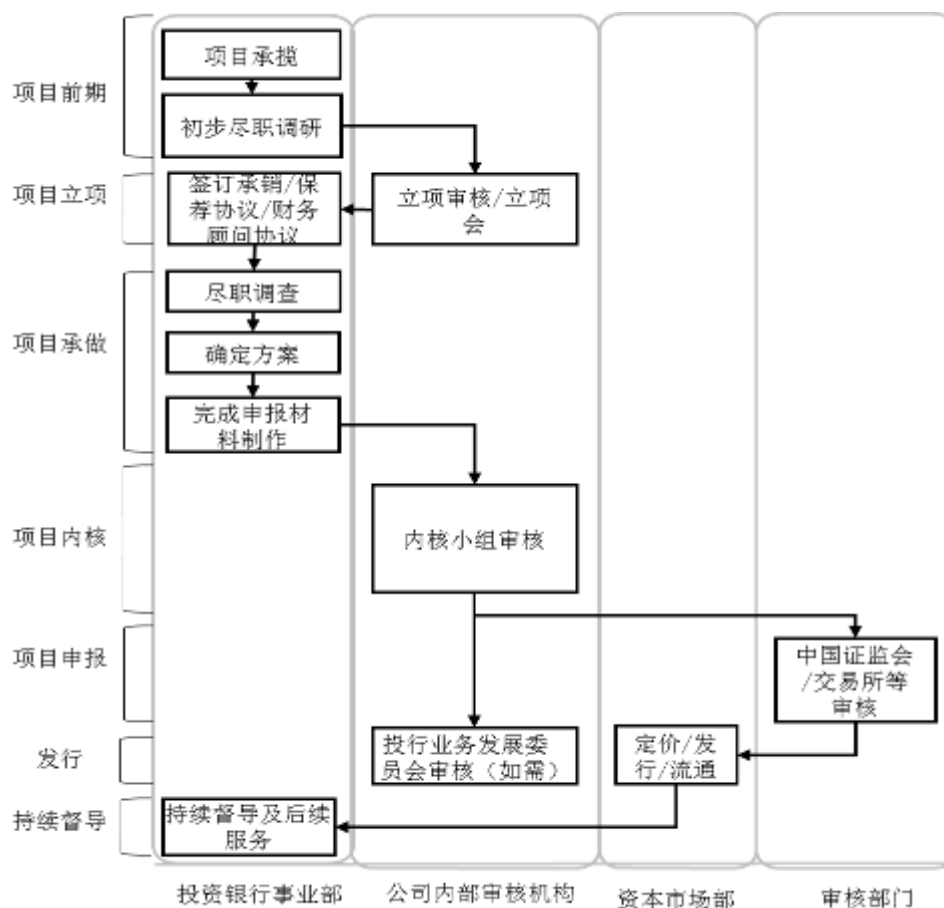 项目承揽
项目前期
初步尽职调研
项目立项
签订承销/保
荐协议/财务
顾问协议
立项审核/立项
会
尽职调查
项目承做
确定方案
完成申报材
料制作
项目内核
内核小组审核
项目申报
中国证监会
/交易所等
审核
发行
投行业务发展委
员会审核（如需）
定价/发
行/流通
持续督导
持续督导及后续
服务
投资银行事业部
公司内部审核机构
资本市场部
审核部门